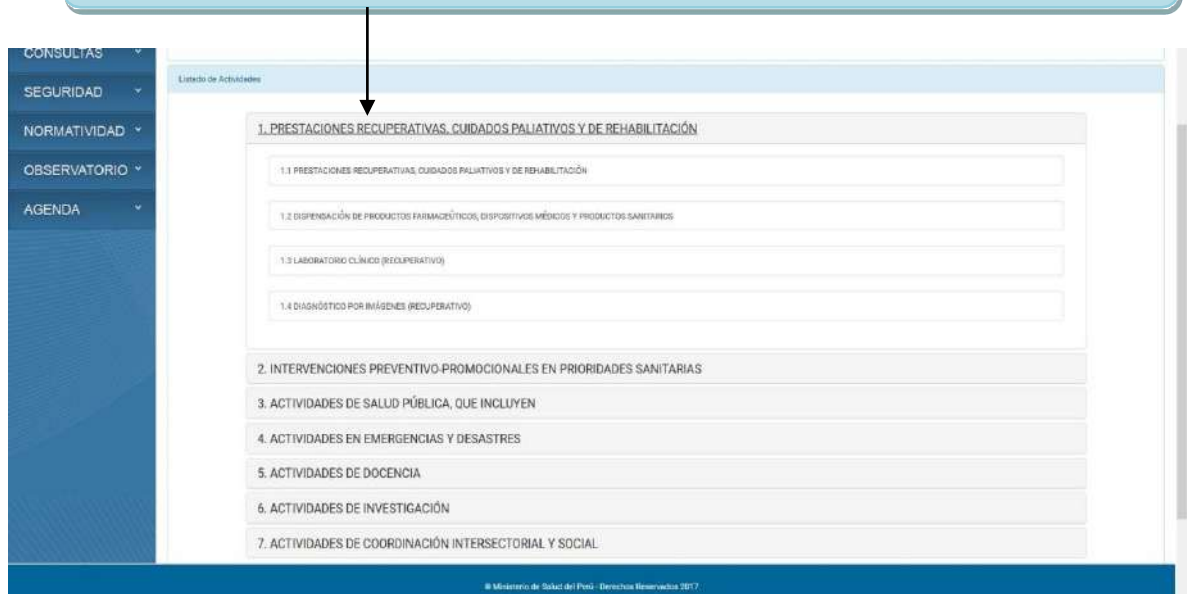 CONSULTAS
SEGURIDAD
NORMATIVIDAD
OBSERVATORIO
AGENDA
Listado de Actividades
1. PRESTACIONES RECUPERATIVAS, CUIDADOS PALIATIVOS Y DE REHABILITACIÓN
1.1 PRESTACIONES RECUPERATIVAS, CUIDADOS PALIATIVOS Y DE REHABILITACIÓN
1.2 DISPENSACIÓN DE PRODUCTOS FARMACEÚTICOS, DISPOSITIVOS MÉDICOS Y PRODUCTOS SANITARIOS
1.3 LABORATORIO CLÍNICO (RECUPERATIVO)
1.4 DIAGNÓSTICO POR IMÁGENES (RECUPERATIVO)
2. INTERVENCIONES PREVENTIVO-PROMOCIONALES EN PRIORIDADES SANITARIAS
3. ACTIVIDADES DE SALUD PÚBLICA, QUE INCLUYEN
4. ACTIVIDADES EN EMERGENCIAS Y DESASTRES
5. ACTIVIDADES DE DOCENCIA
6. ACTIVIDADES DE INVESTIGACIÓN
7. ACTIVIDADES DE COORDINACIÓN INTERSECTORIAL Y SOCIAL
© Ministerio de Salud del Perú - Derechos Reservados 2017